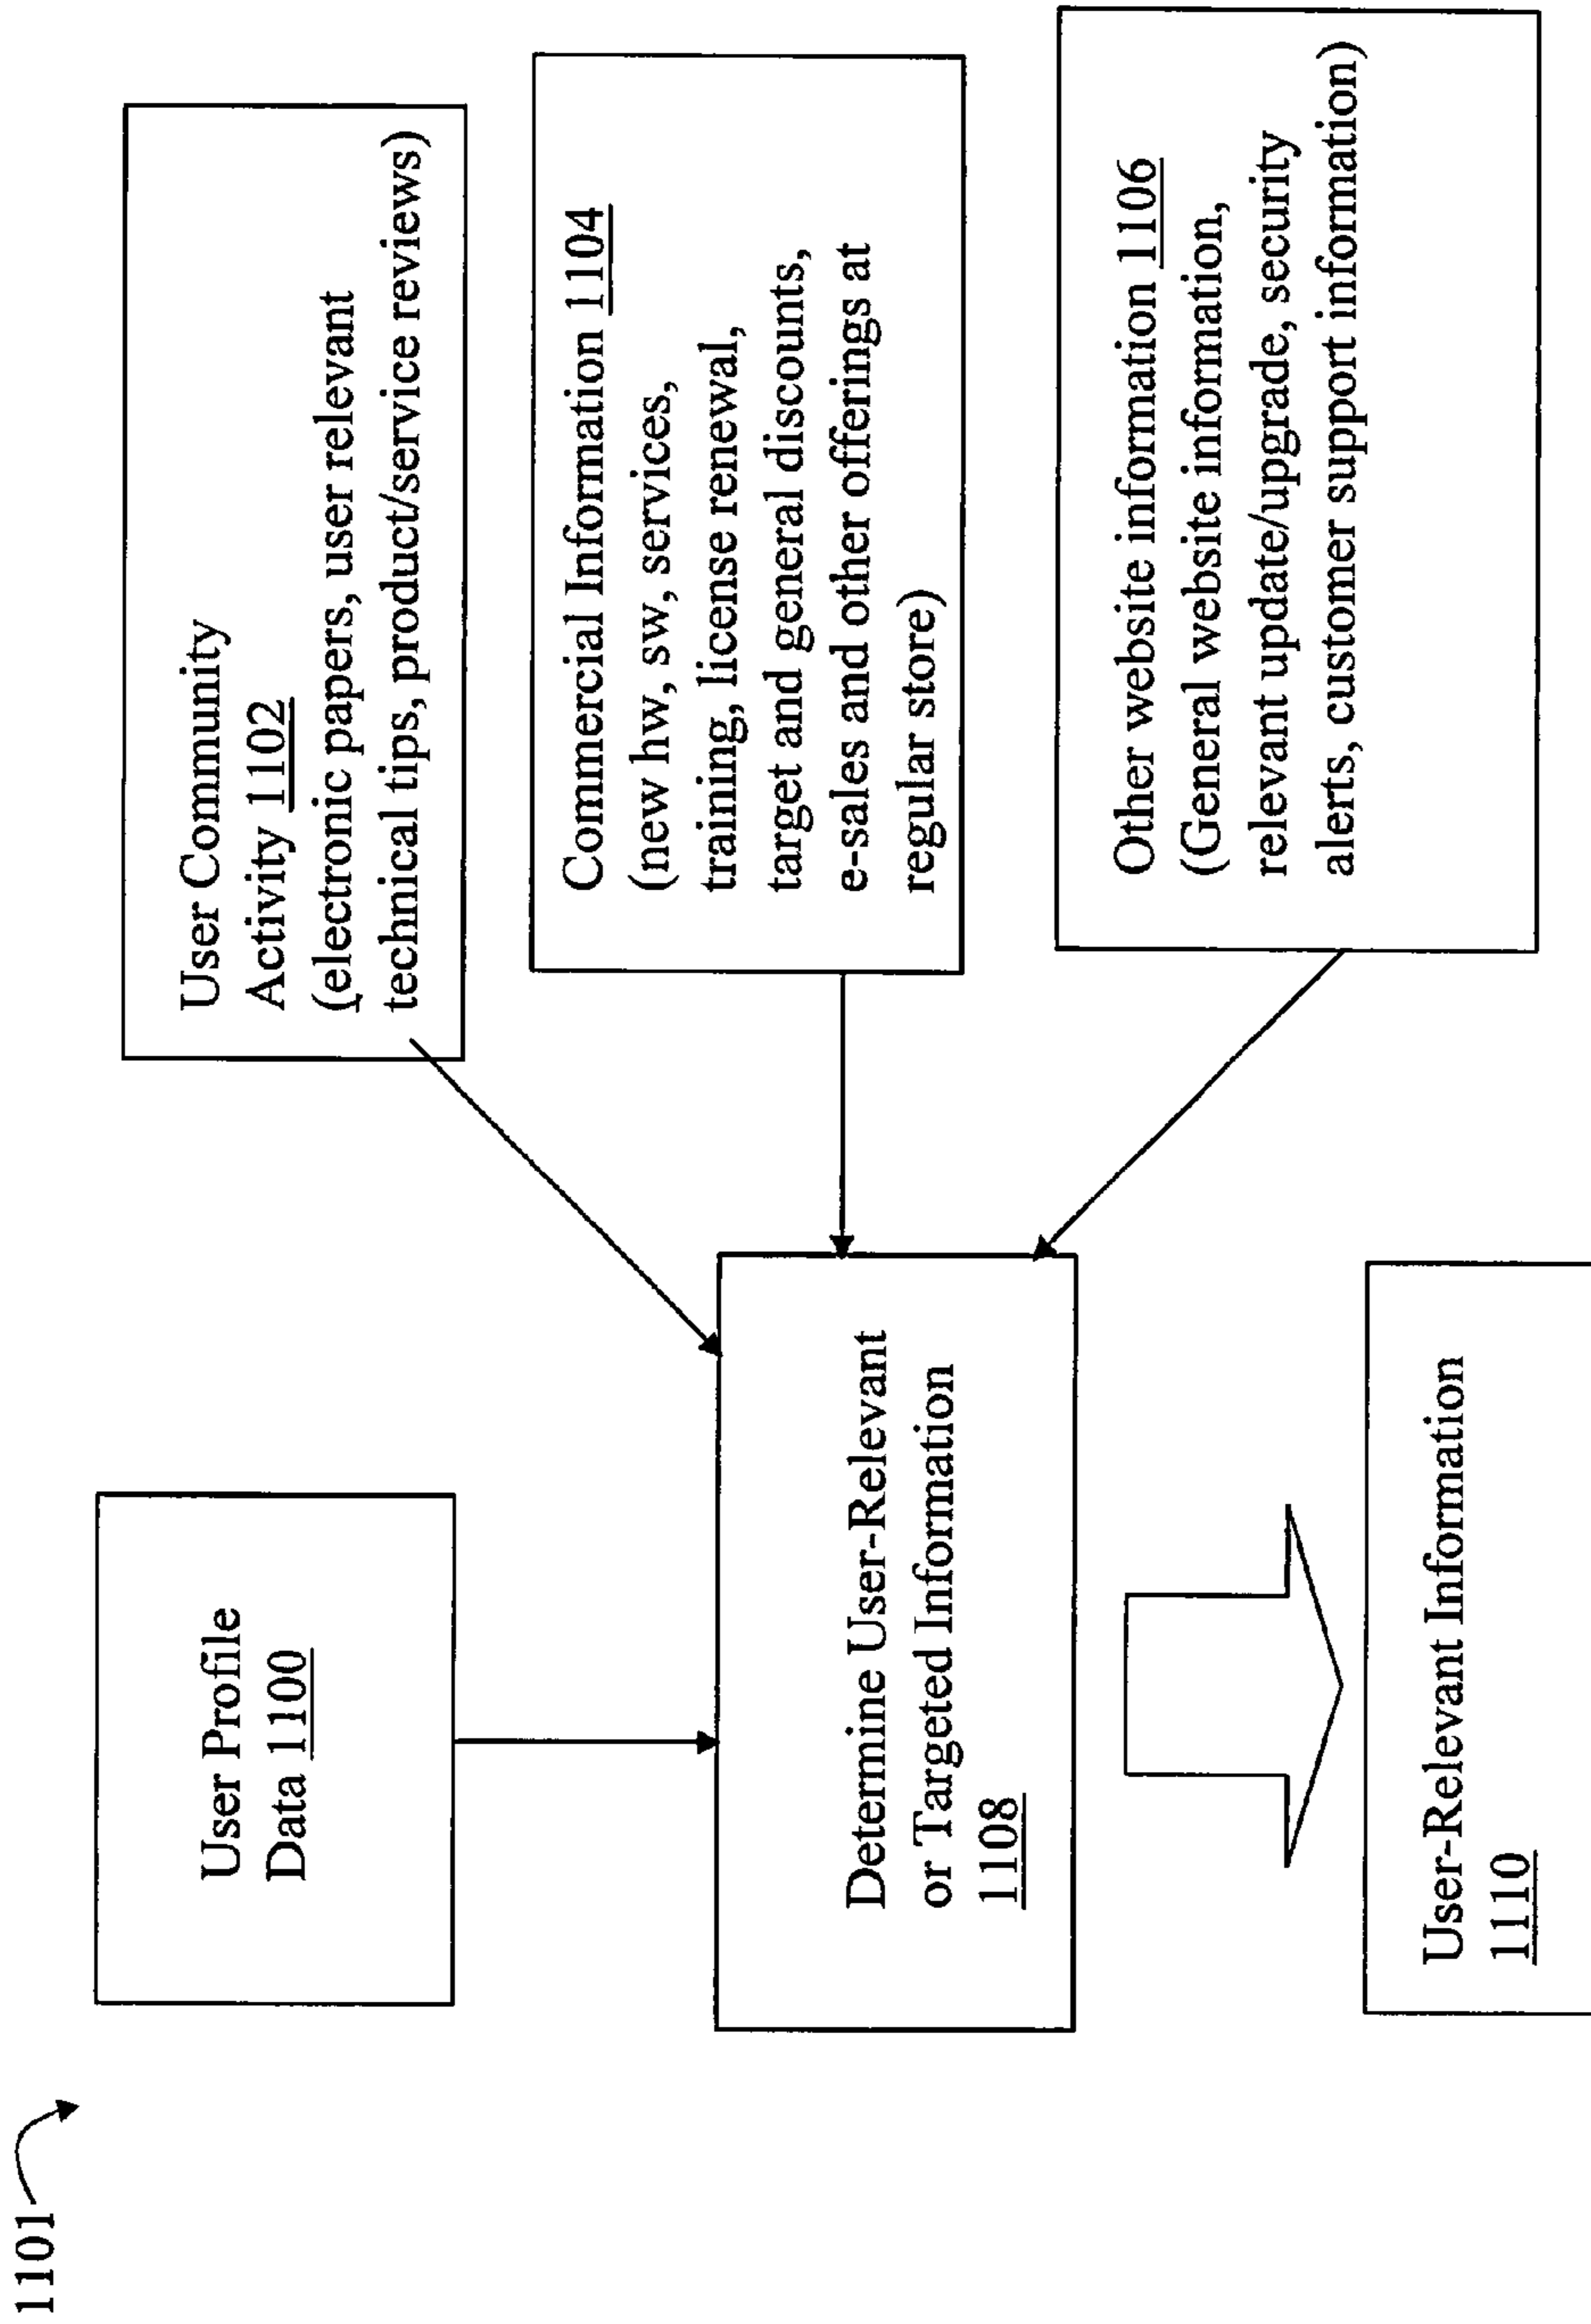 1101
User Profile
Data 1100
User Community
Activity 1102
(electronic papers, user relevant
technical tips, product/service reviews)
Commercial Information 1104
(new hw, sw, services,
training, license renewal,
target and general discounts,
e-sales and other offerings at
regular store)
Determine User-Relevant
or Targeted Information
1108
Other website information 1106
(General website information,
relevant update/upgrade, security
alerts, customer support information)
User-Relevant Information
1110